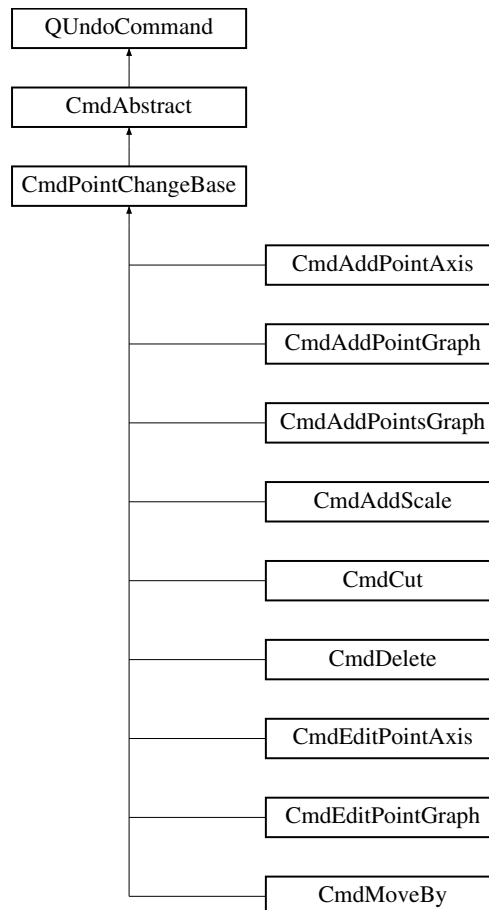 QUndoCommand
CmdAbstract
CmdPointChangeBase
CmdAddPointAxis
CmdAddPointGraph
CmdAddPointsGraph
CmdAddScale
CmdCut
CmdDelete
CmdEditPointAxis
CmdEditPointGraph
CmdMoveBy